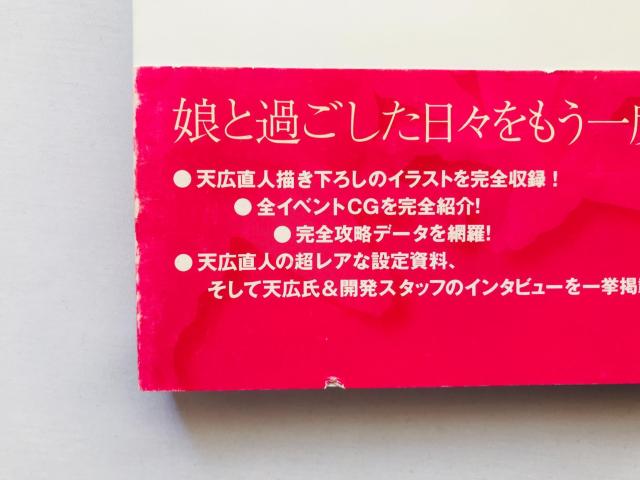 娘と過ごした日々をもう一度
●天広直人描き下ろしのイラストを完全収録!
●全イベントCGを完全紹介!
●完全攻略データを網羅!
●天広直人の超レアな設定資料、
そして天広氏&開発スタッフのインタビューを一挙掲載